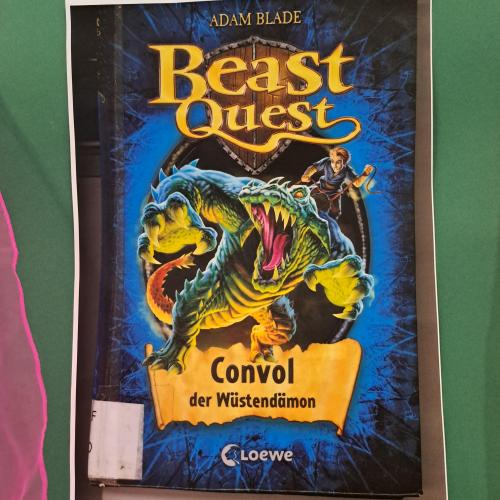 ADAM BLADE
Beast
Quest
Convol
der Wüstendämon
Loewe